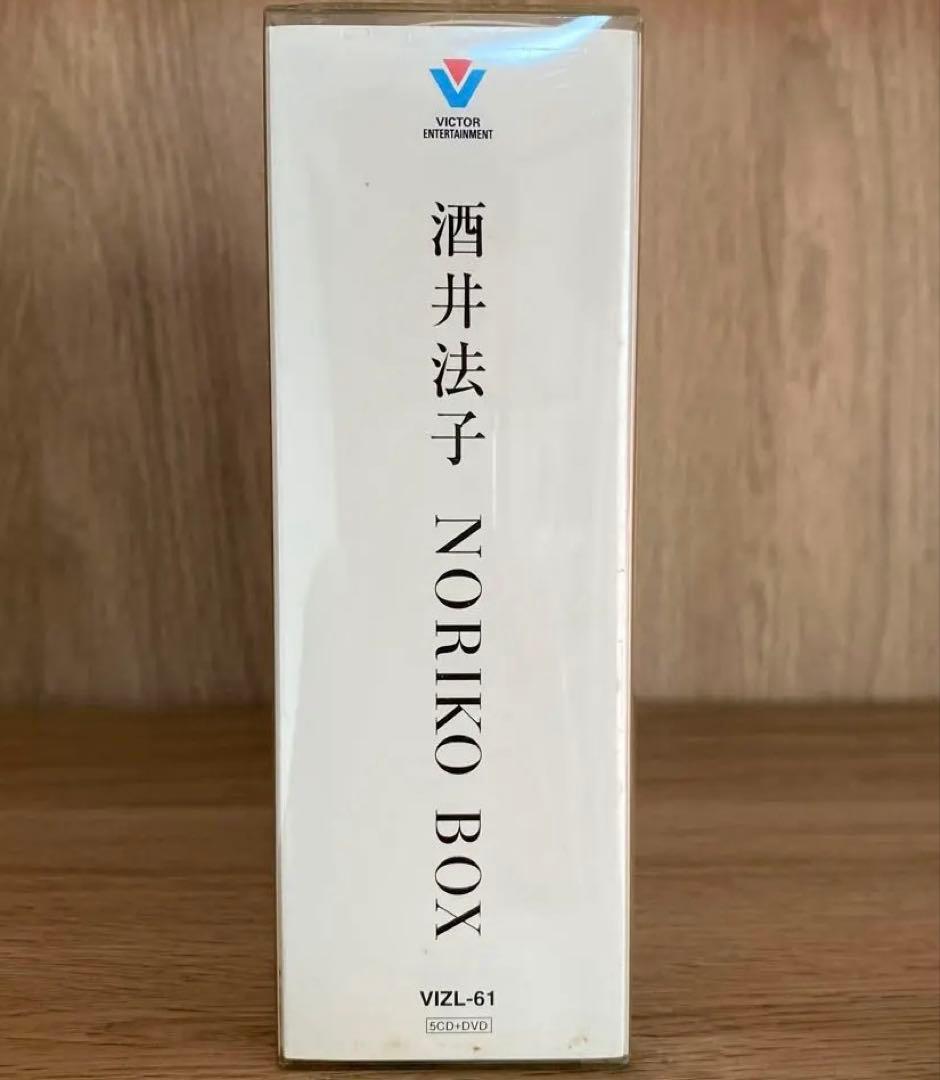 VICTOR
ENTERTAINMENT
酒井法子 NORIKO BOX
VIZL-61
5CD+DVD